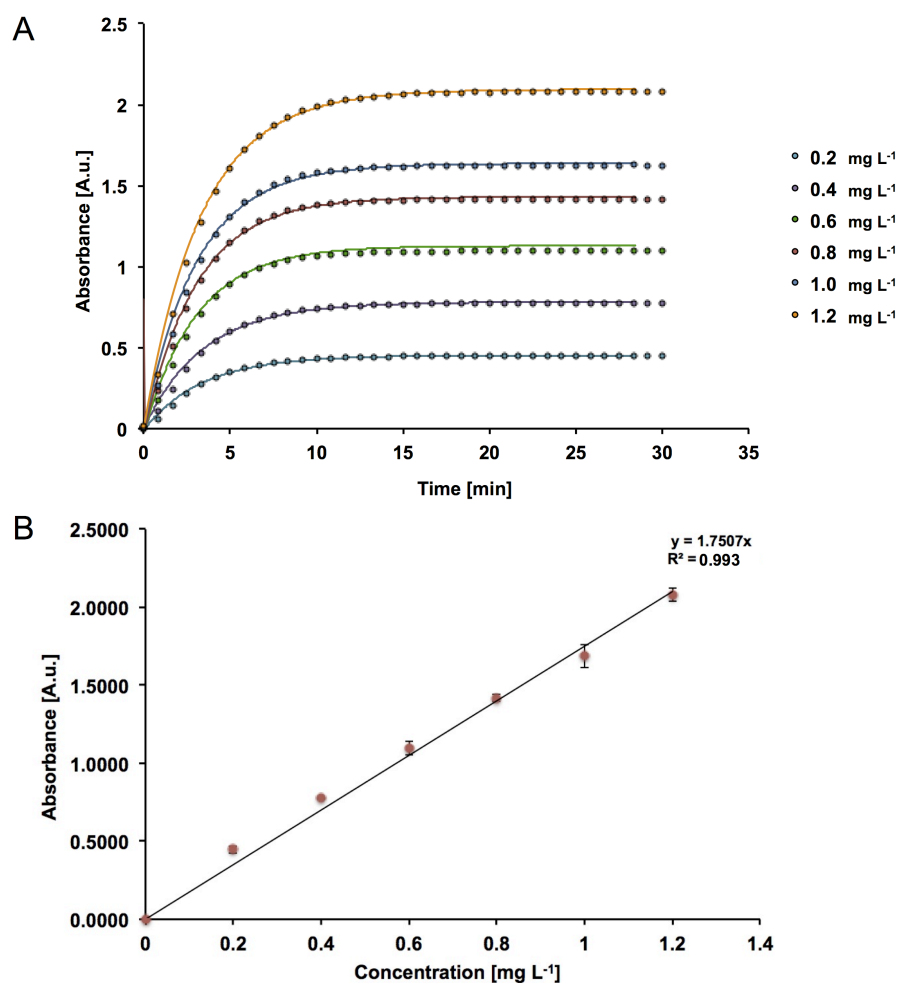 A
2.5
2
1.5
1
0.5
0
0 5 10 15 20 25 30 35
Absorbance [A.u.]
Time [min]
0.2 mg L⁻¹
0.4 mg L⁻¹
0.6 mg L⁻¹
0.8 mg L⁻¹
1.0 mg L⁻¹
1.2 mg L⁻¹
B
2.5000
2.0000
1.5000
1.0000
0.5000
0.0000
0 0.2 0.4 0.6 0.8 1 1.2 1.4
Absorbance [A.u.]
Concentration [mg L⁻¹]
y = 1.7507x
R² = 0.993